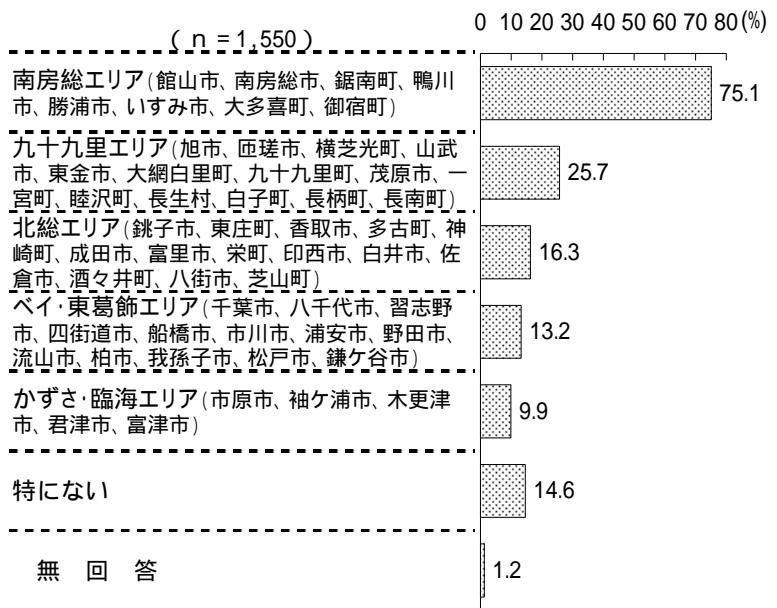 (n=1,550)
0 10 20 30 40 50 60 70 80(%)
南房総エリア(館山市、南房総市、鋸南町、鴨川
市、勝浦市、いすみ市、大多喜町、御宿町)
75.1
九十九里エリア(旭市、匝瑳市、横芝光町、山武
市、東金市、大網白里町、九十九里町、茂原市、一
宮町、睦沢町、長生村、白子町、長柄町、長南町)
25.7
北総エリア(銚子市、東庄町、香取市、多古町、神
崎町、成田市、富里市、栄町、印西市、白井市、佐
倉市、酒々井町、八街市、芝山町)
16.3
ベイ・東葛飾エリア(千葉市、八千代市、習志野
市、四街道市、船橋市、市川市、浦安市、野田市、
流山市、柏市、我孫子市、松戸市、鎌ケ谷市)
13.2
かずさ・臨海エリア(市原市、袖ケ浦市、木更津
市、君津市、富津市)
9.9
特にない
14.6
無 回 答
1.2